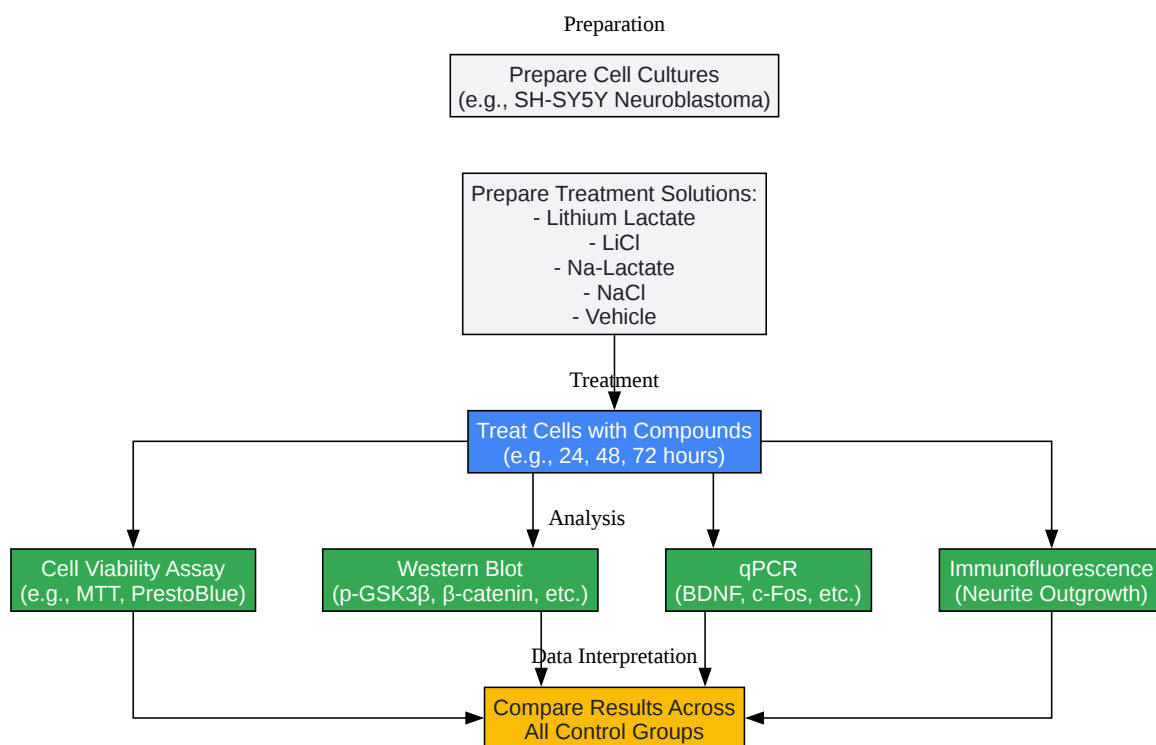 Preparation
Prepare Cell Cultures
(e.g., SH-SY5Y Neuroblastoma)
Prepare Treatment Solutions:
- Lithium Lactate
- LiCl
- Na-Lactate
- NaCl
- Vehicle
Treatment
Treat Cells with Compounds
(e.g., 24, 48, 72 hours)
Analysis
Cell Viability Assay
(e.g., MTT, PrestoBlue)
Western Blot
(p-GSK3β, β-catenin, etc.)
qPCR
(BDNF, c-Fos, etc.)
Immunofluorescence
(Neurite Outgrowth)
Data Interpretation
Compare Results Across
All Control Groups